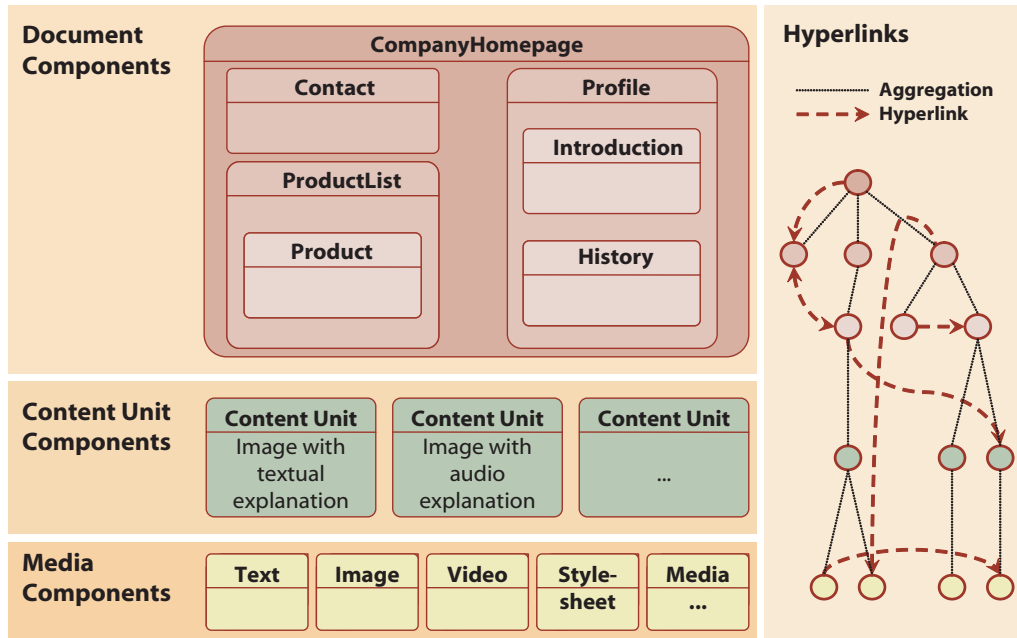 Document
Components
CompanyHomepage
Contact
Profile
Introduction
ProductList
Product
History
Content Unit
Components
Content Unit
Image with
textual
explanation
Content Unit
Image with
audio
explanation
Content Unit
...
Media
Components
Text
Image
Video
Style-
sheet
Media
...
Hyperlinks
Aggregation
Hyperlink